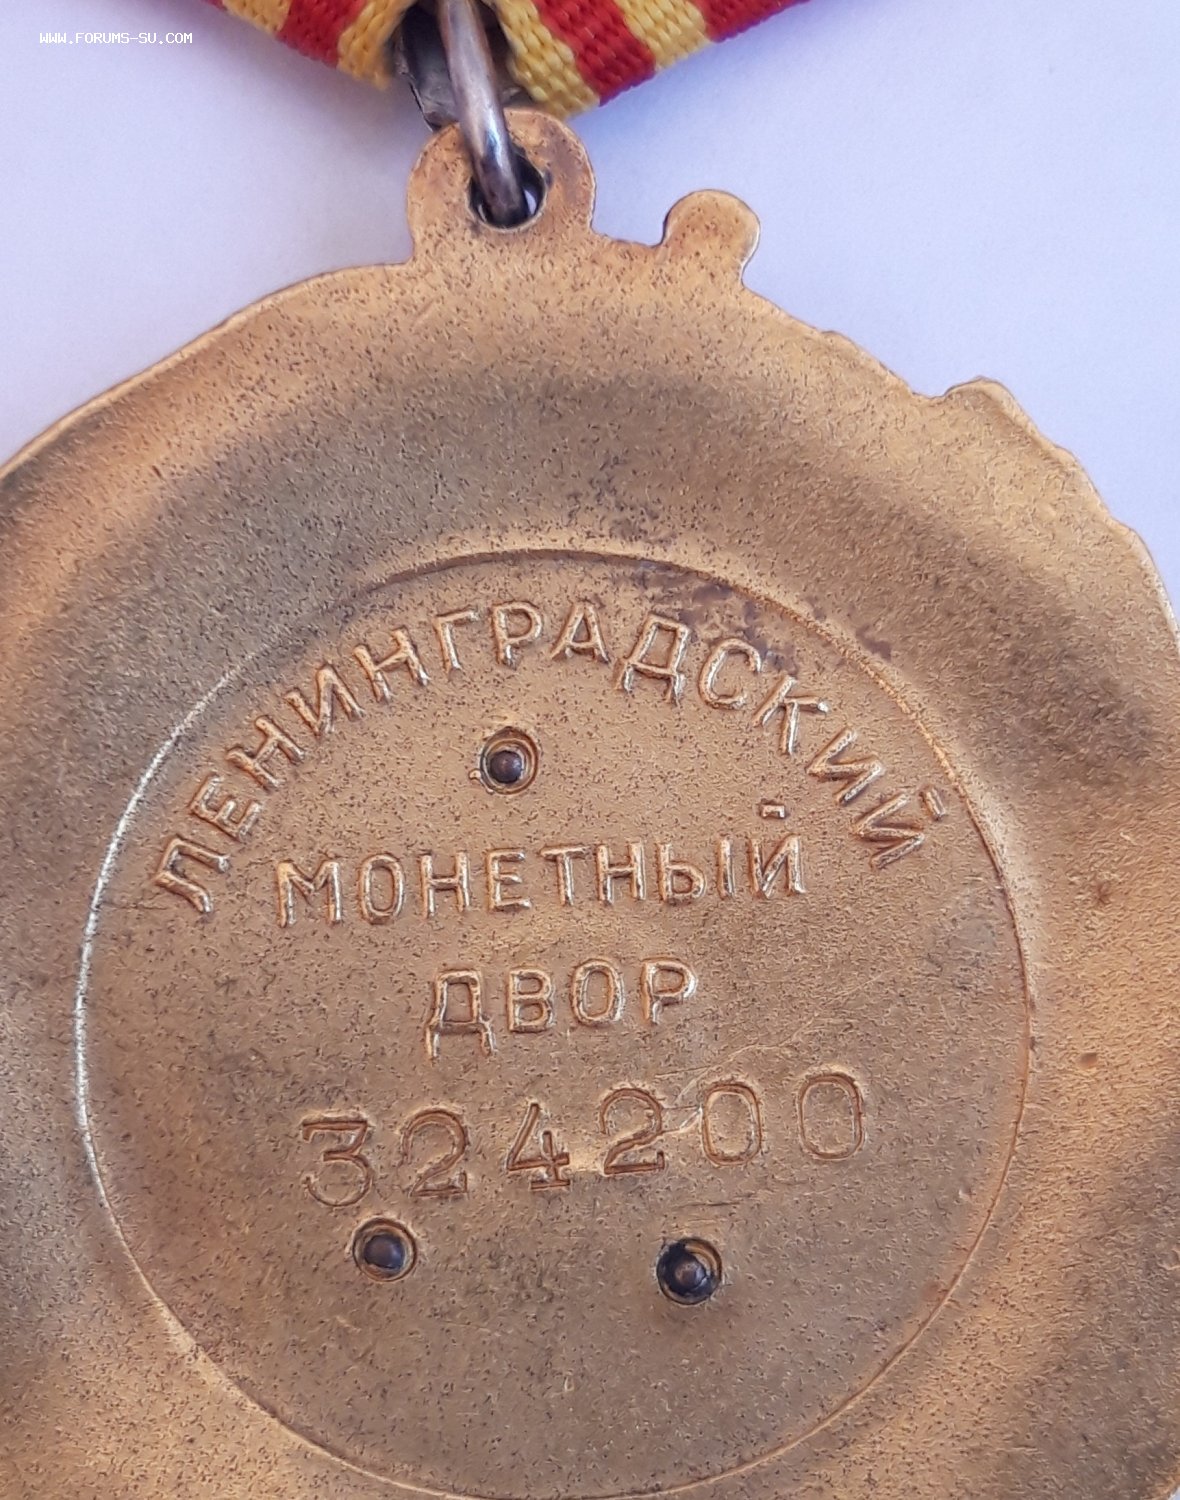 WWW.FORUMS-SU.COM
ЛЕНИНГРАДСКИЙ
МОНЕТНЫЙ
ДВОР
324200